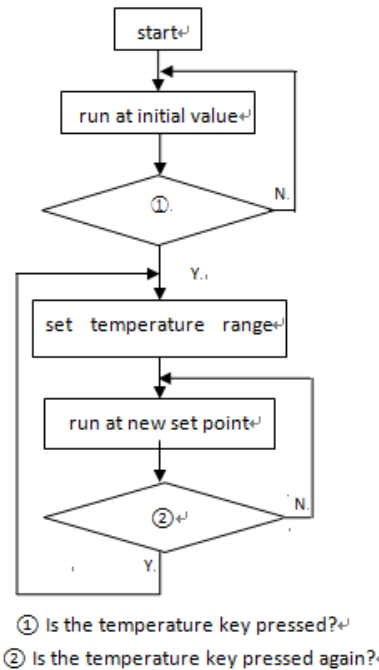 start↵
run at initial value↵
①.
N.
Y.
set temperature range↵
run at new set point↵
②↵
N.
Y.
① Is the temperature key pressed?↵
② Is the temperature key pressed again?↵